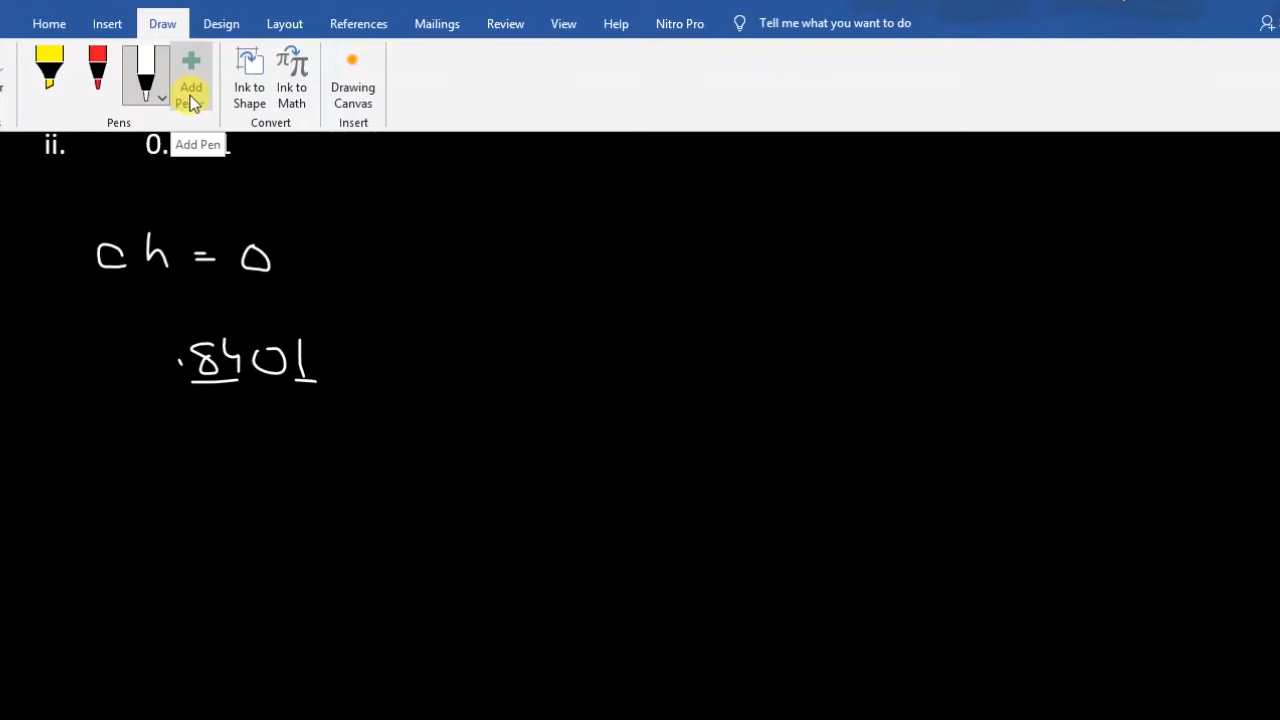 Home Insert Draw Design Layout References Mailings Review View Help Nitro Pro Tell me what you want to do
Add
Ink to Shape
Ink to Math
Drawing Canvas
Pens Convert Insert
Add Pen
ii. 0.
ch = 0
.8401